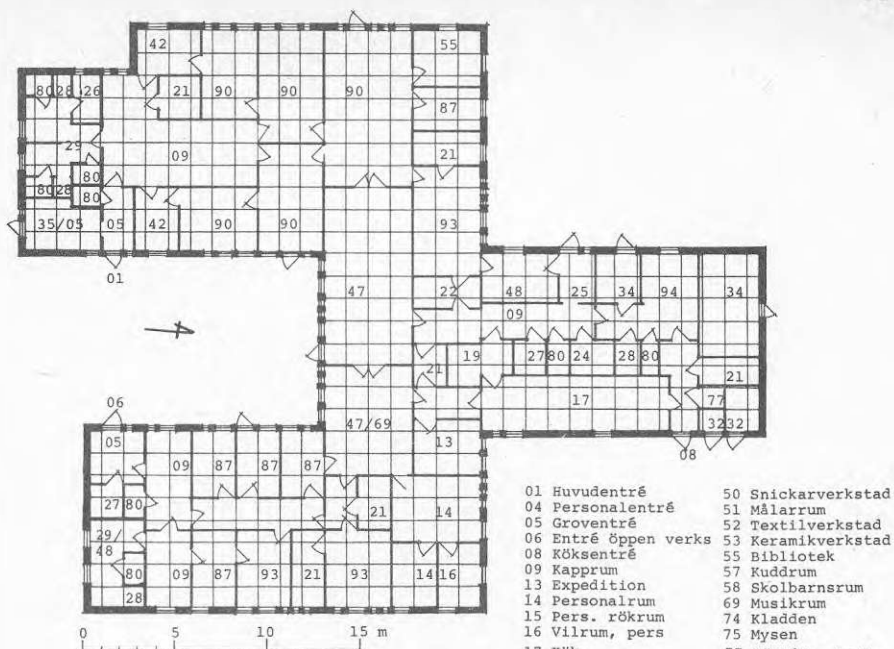 42 55
80 28 26 21 90 90 90 87
29 09 21
80
80 28 80
35/05 05 42 90 90 93
01 47 22 48 25 34 94 34
09
21 19 27 80 24 28 80
21
06 47/69 17 77
05 09 87 87 87 13 32 32
08
27 80 21 14
29/
48
80 09 87 93 21 93 14 16
28
0 5 10 15 m
01 Huvudentré
04 Personalentré
05 Groventré
06 Entré öppen verks
08 Köksentré
09 Kapprum
13 Expedition
14 Personalrum
15 Pers. rökrum
16 Vilrum, pers
50 Snickarverkstad
51 Målarrum
52 Textilverkstad
53 Keramikverkstad
55 Bibliotek
57 Kuddrum
58 Skolbarnsrum
69 Musikrum
74 Kladden
75 Mysen